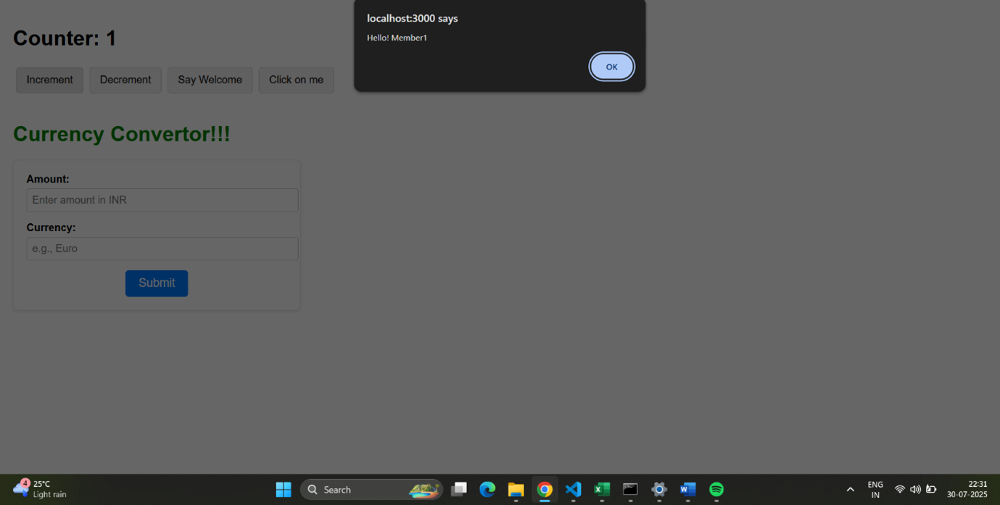 localhost:3000 says
Hello! Member1
OK
Counter: 1
Increment Decrement Say Welcome Click on me
Currency Convertor!!!
Amount:
Enter amount in INR
Currency:
e.g., Euro
Submit
4
25°C
Light rain
Search
ENG
IN
22:31
30-07-2025